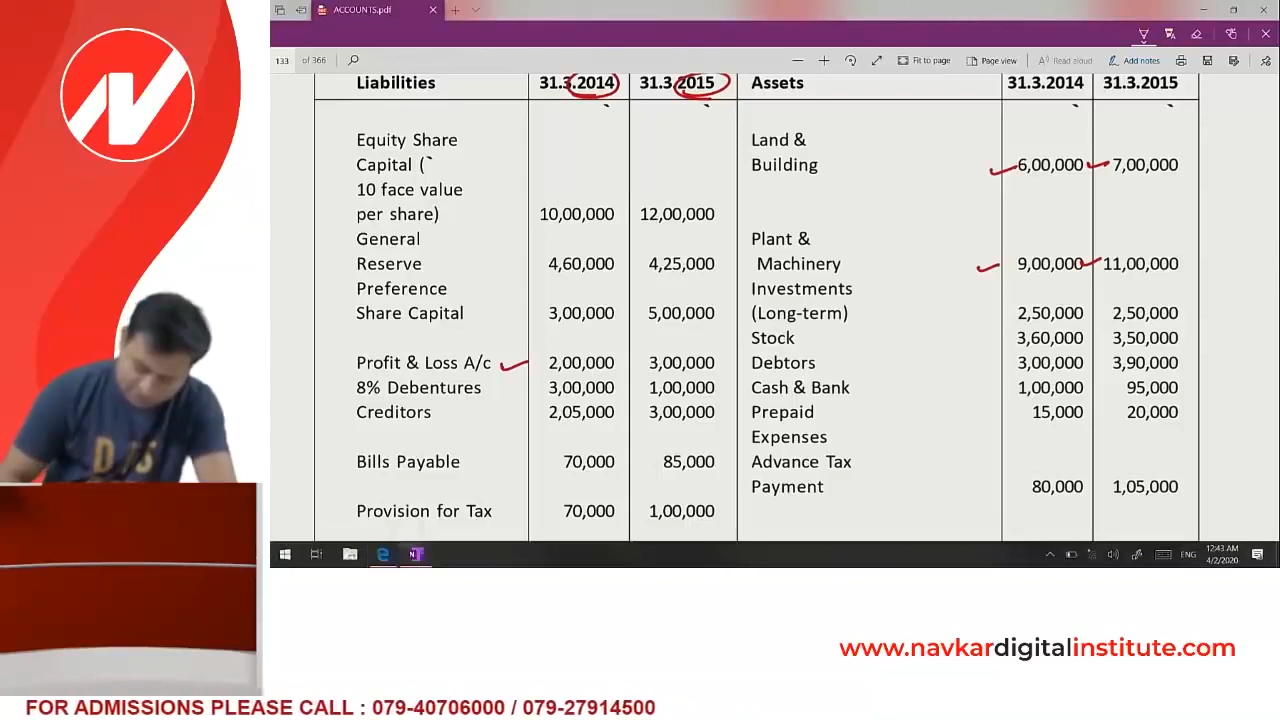 ACCOUNTS.pdf
133 of 366 Fit to page Page view Read aloud Add notes
Liabilities 31.3.2014 31.3.2015 Assets 31.3.2014 31.3.2015
` ` ` `
Equity Share Land &
Capital (` Building 6,00,000 7,00,000
10 face value
per share) 10,00,000 12,00,000
General Plant &
Reserve 4,60,000 4,25,000 Machinery 9,00,000 11,00,000
Preference Investments
Share Capital 3,00,000 5,00,000 (Long-term) 2,50,000 2,50,000
Stock 3,60,000 3,50,000
Profit & Loss A/c 2,00,000 3,00,000 Debtors 3,00,000 3,90,000
8% Debentures 3,00,000 1,00,000 Cash & Bank 1,00,000 95,000
Creditors 2,05,000 3,00,000 Prepaid 15,000 20,000
Expenses
Bills Payable 70,000 85,000 Advance Tax
Payment 80,000 1,05,000
Provision for Tax 70,000 1,00,000
ENG 12:43 AM
4/2/2020
www.navkardigitalinstitute.com
FOR ADMISSIONS PLEASE CALL : 079-40706000 / 079-27914500